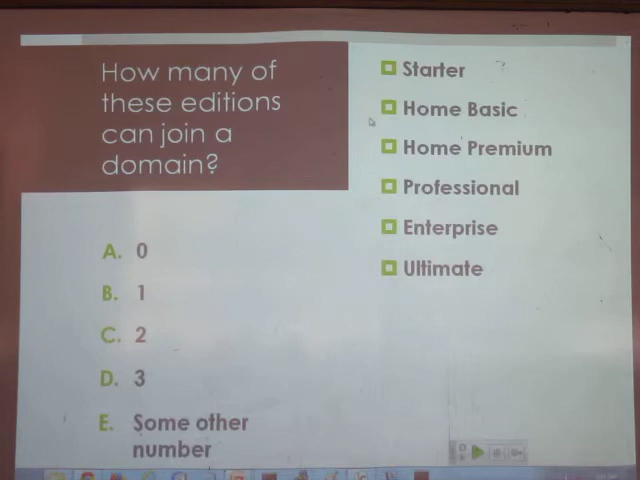 How many of
these editions
can join a
domain?
A. 0
B. 1
C. 2
D. 3
E. Some other
number
Starter
Home Basic
Home Premium
Professional
Enterprise
Ultimate